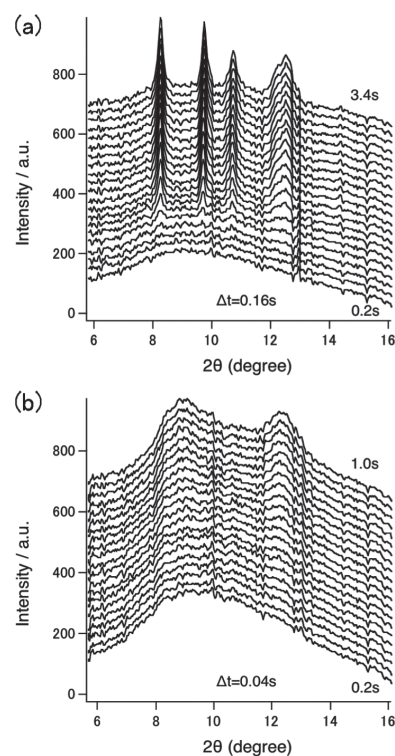 (a)
800
600
400
200
0
Intensity / a.u.
3.4s
Δt=0.16s
0.2s
6 8 10 12 14 16
2θ (degree)
(b)
800
600
400
200
0
Intensity / a.u.
1.0s
Δt=0.04s
0.2s
6 8 10 12 14 16
2θ (degree)